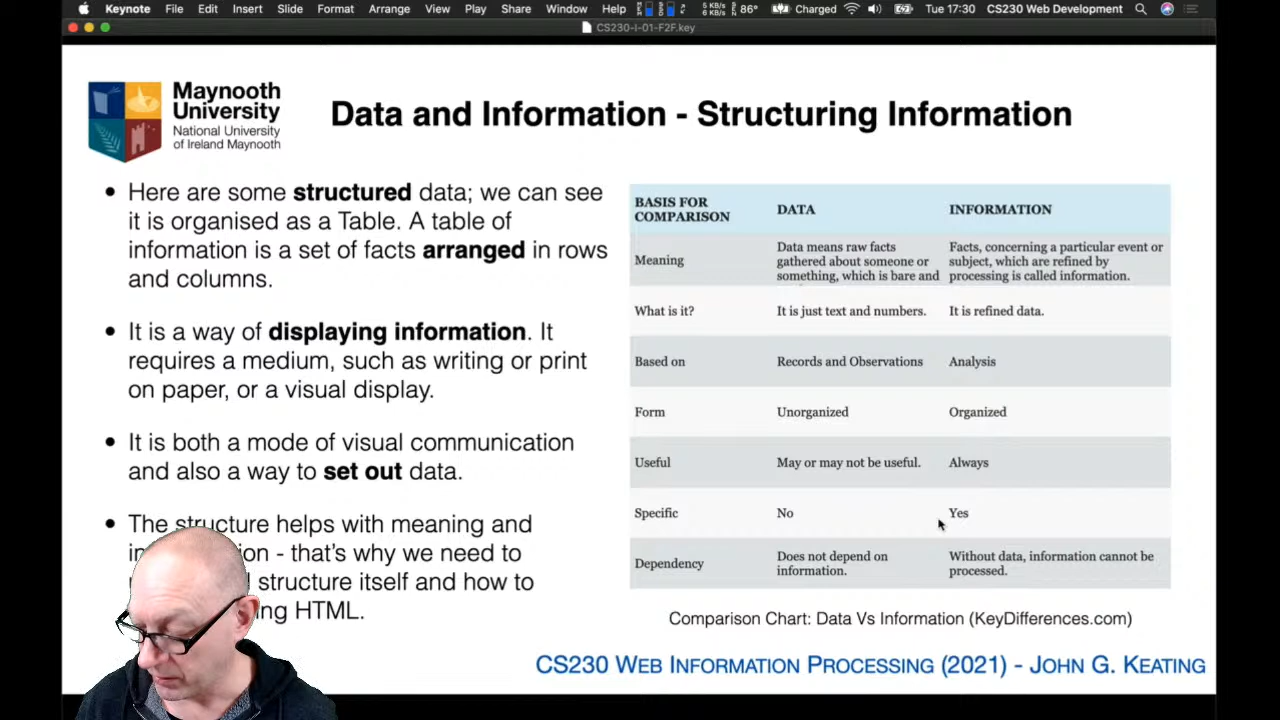 Keynote File Edit Insert Slide Format Arrange View Play Share Window Help 5 KB/s 6 KB/s 86° Charged Tue 17:30 CS230 Web Development
CS230-l-01-F2F.key
Maynooth
University
National University
of Ireland Maynooth
Data and Information - Structuring Information
• Here are some structured data; we can see
it is organised as a Table. A table of
information is a set of facts arranged in rows
and columns.
• It is a way of displaying information. It
requires a medium, such as writing or print
on paper, or a visual display.
• It is both a mode of visual communication
and also a way to set out data.
• The structure helps with meaning and
- that's why we need to
structure itself and how to
HTML.
BASIS FOR
COMPARISON
DATA
INFORMATION
Meaning
Data means raw facts
gathered about someone or
something, which is bare and
Facts, concerning a particular event or
subject, which are refined by
processing is called information.
What is it?
It is just text and numbers.
It is refined data.
Based on
Records and Observations
Analysis
Form
Unorganized
Organized
Useful
May or may not be useful.
Always
Specific
No
Yes
Dependency
Does not depend on
information.
Without data, information cannot be
processed.
Comparison Chart: Data Vs Information (KeyDifferences.com)
CS230 Web Information Processing (2021) - John G. Keating